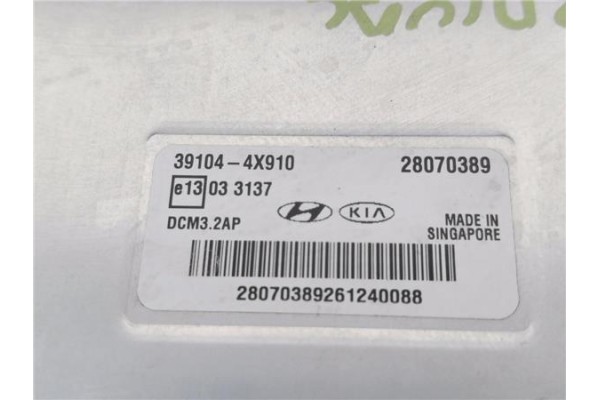 39104-4X910 28070389
e13 03 3137
KIA
DCM3.2AP MADE IN
SINGAPORE
28070389261240088